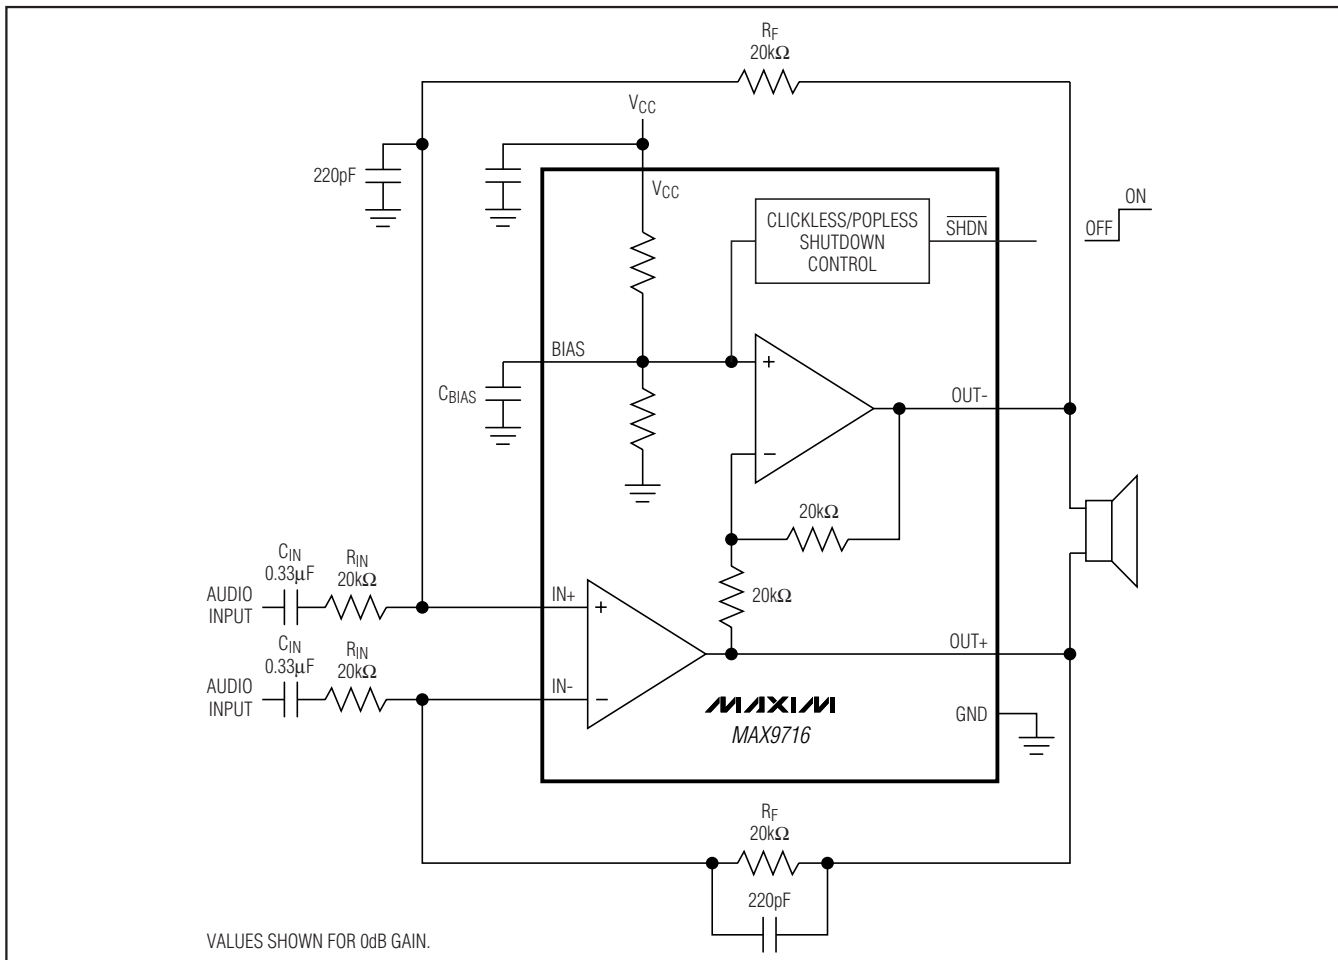 RF
20kΩ
VCC
220pF
VCC
CLICKLESS/POPLESS
SHUTDOWN
CONTROL
SHDN
ON
OFF
BIAS
+
CBIAS
OUT-
−
20kΩ
CIN
0.33µF
RIN
20kΩ
AUDIO
INPUT
IN+
+
20kΩ
CIN
0.33µF
RIN
20kΩ
OUT+
AUDIO
INPUT
IN-
−
MAXIM
MAX9716
GND
RF
20kΩ
220pF
VALUES SHOWN FOR 0dB GAIN.